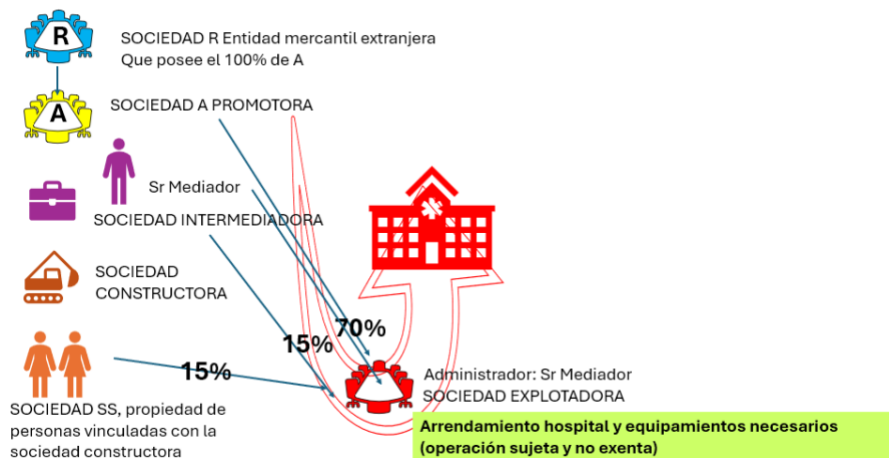 R
SOCIEDAD R Entidad mercantil extranjera
Que posee el 100% de A
A
SOCIEDAD A PROMOTORA
Sr Mediador
SOCIEDAD INTERMEDIADORA
SOCIEDAD
CONSTRUCTORA
70%
15%
15%
Administrador: Sr Mediador
SOCIEDAD EXPLOTADORA
SOCIEDAD SS, propiedad de
personas vinculadas con la
sociedad constructora
Arrendamiento hospital y equipamientos necesarios
(operación sujeta y no exenta)